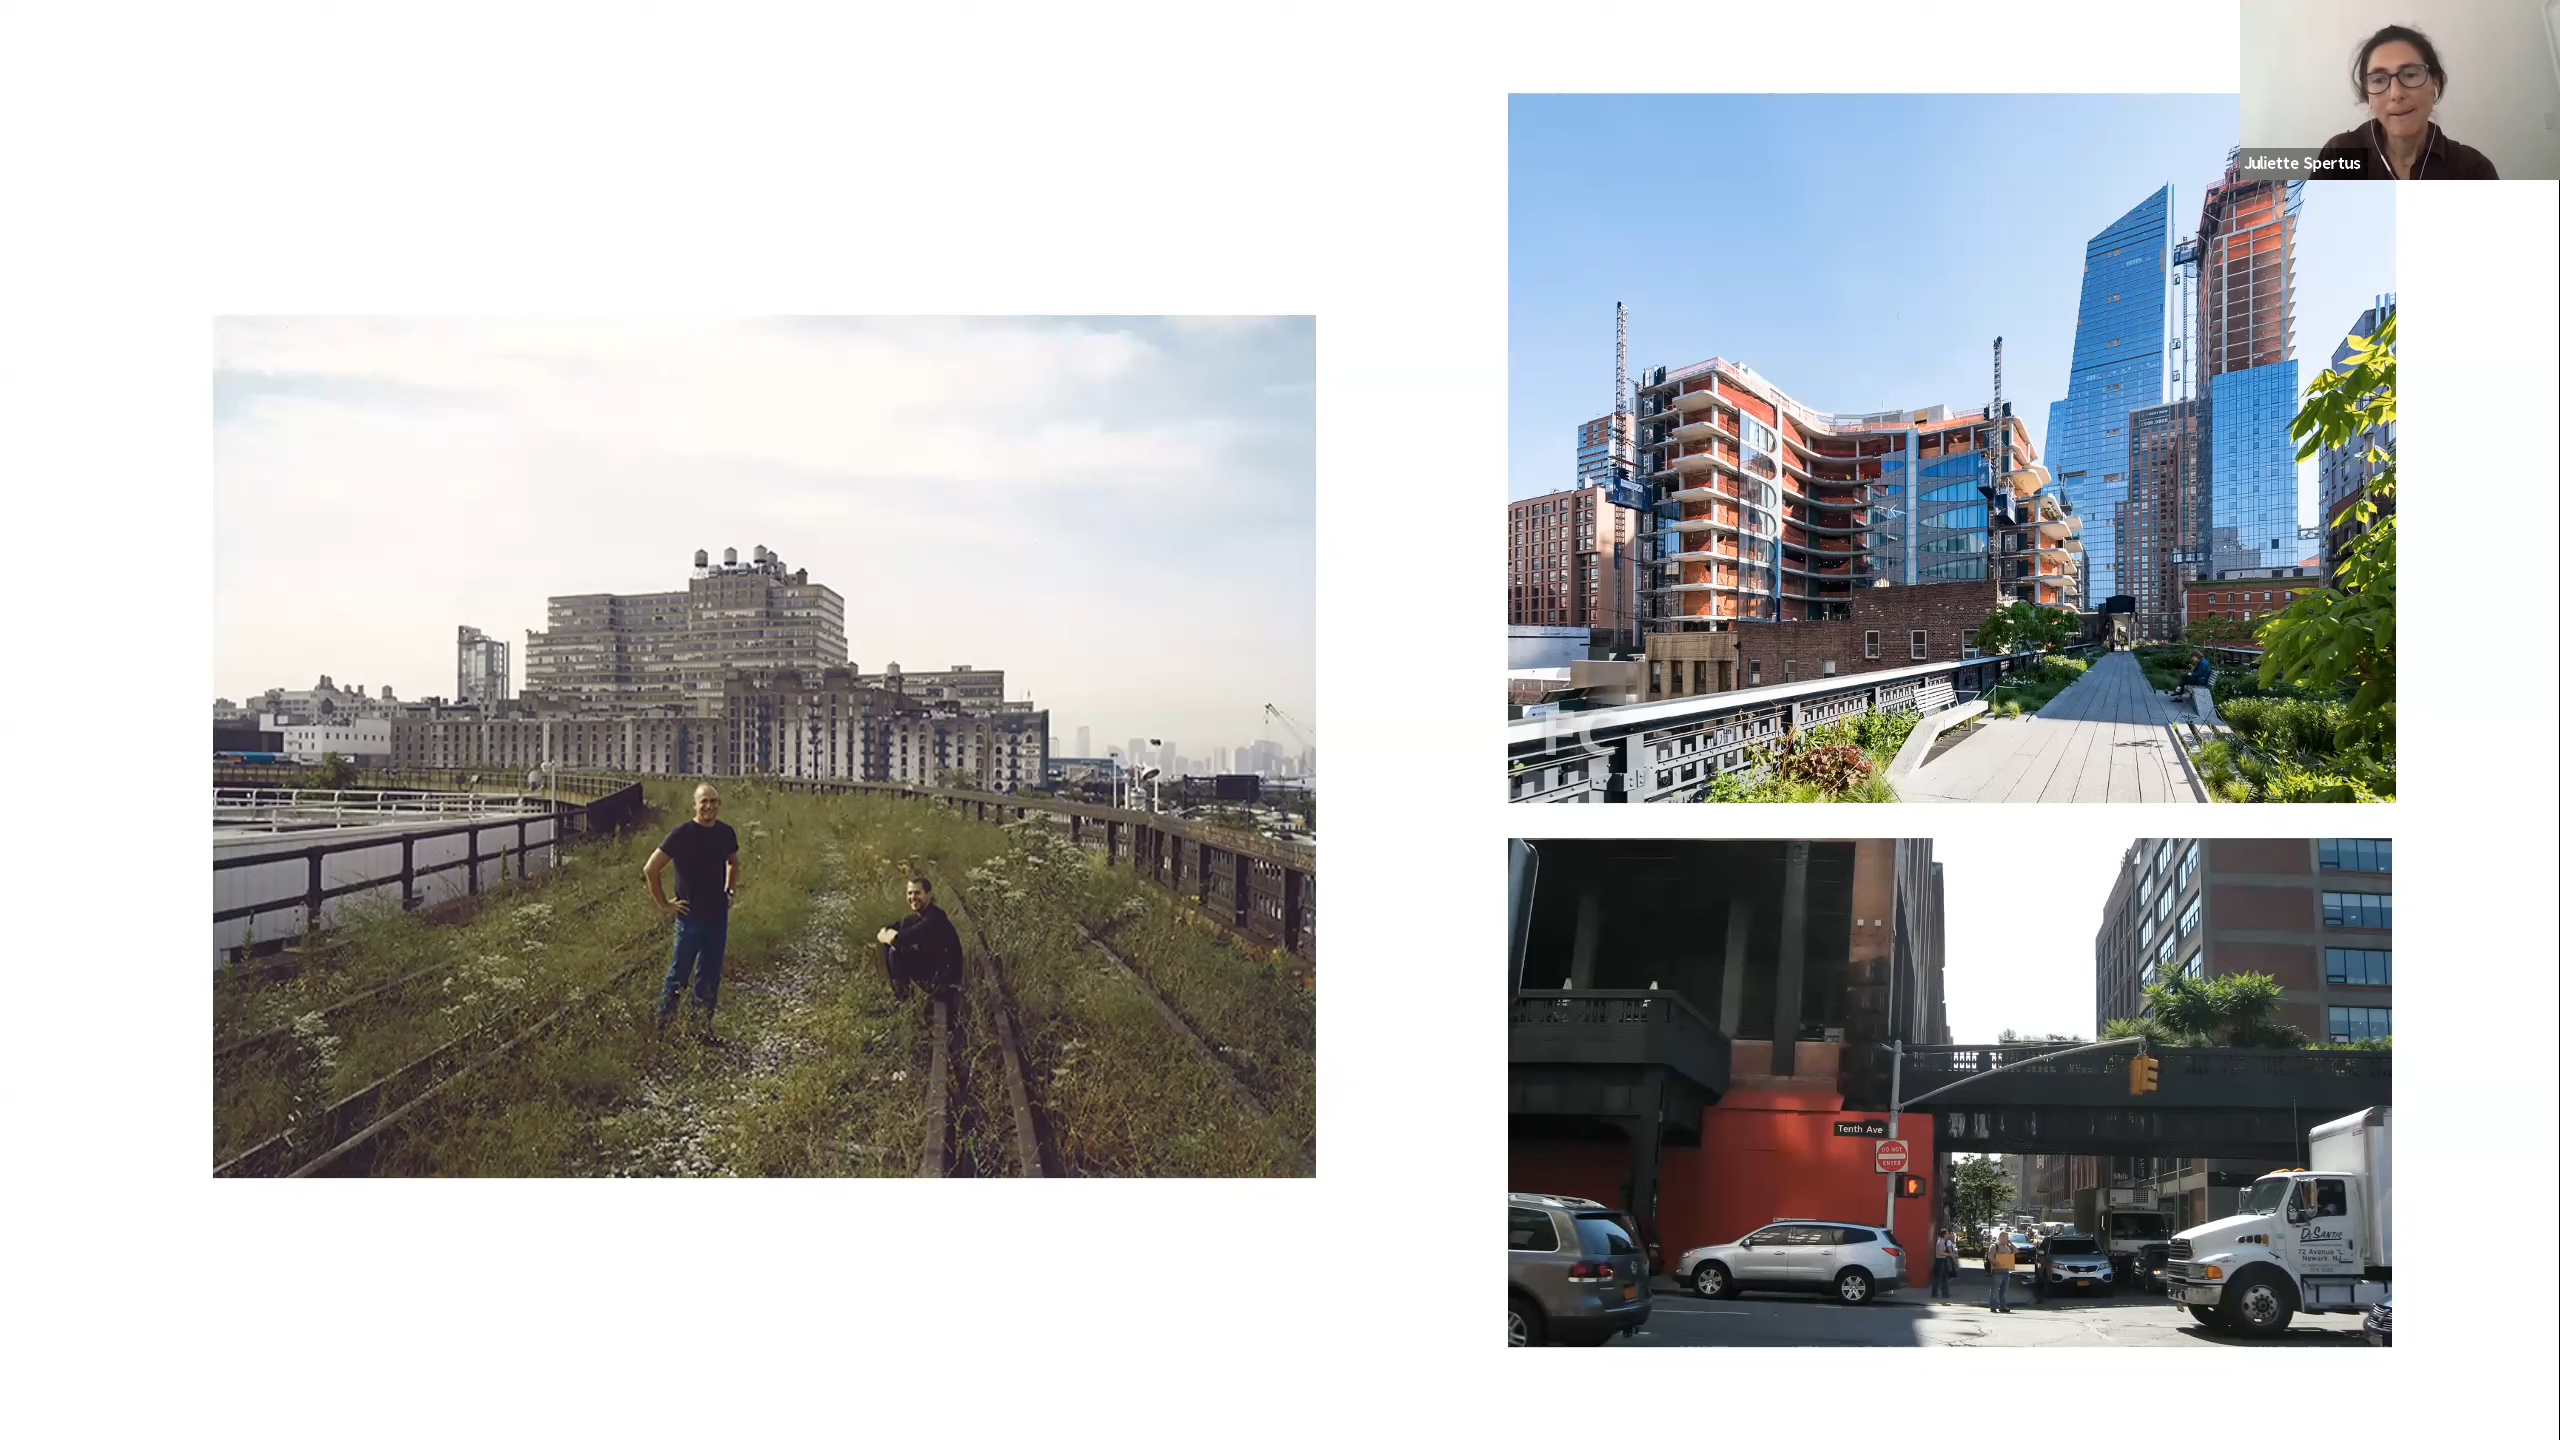 Juliette Spertus
Tenth Ave
DO NOT
ENTER
DeSantis
72 Avenue "L"
Newark, NJ